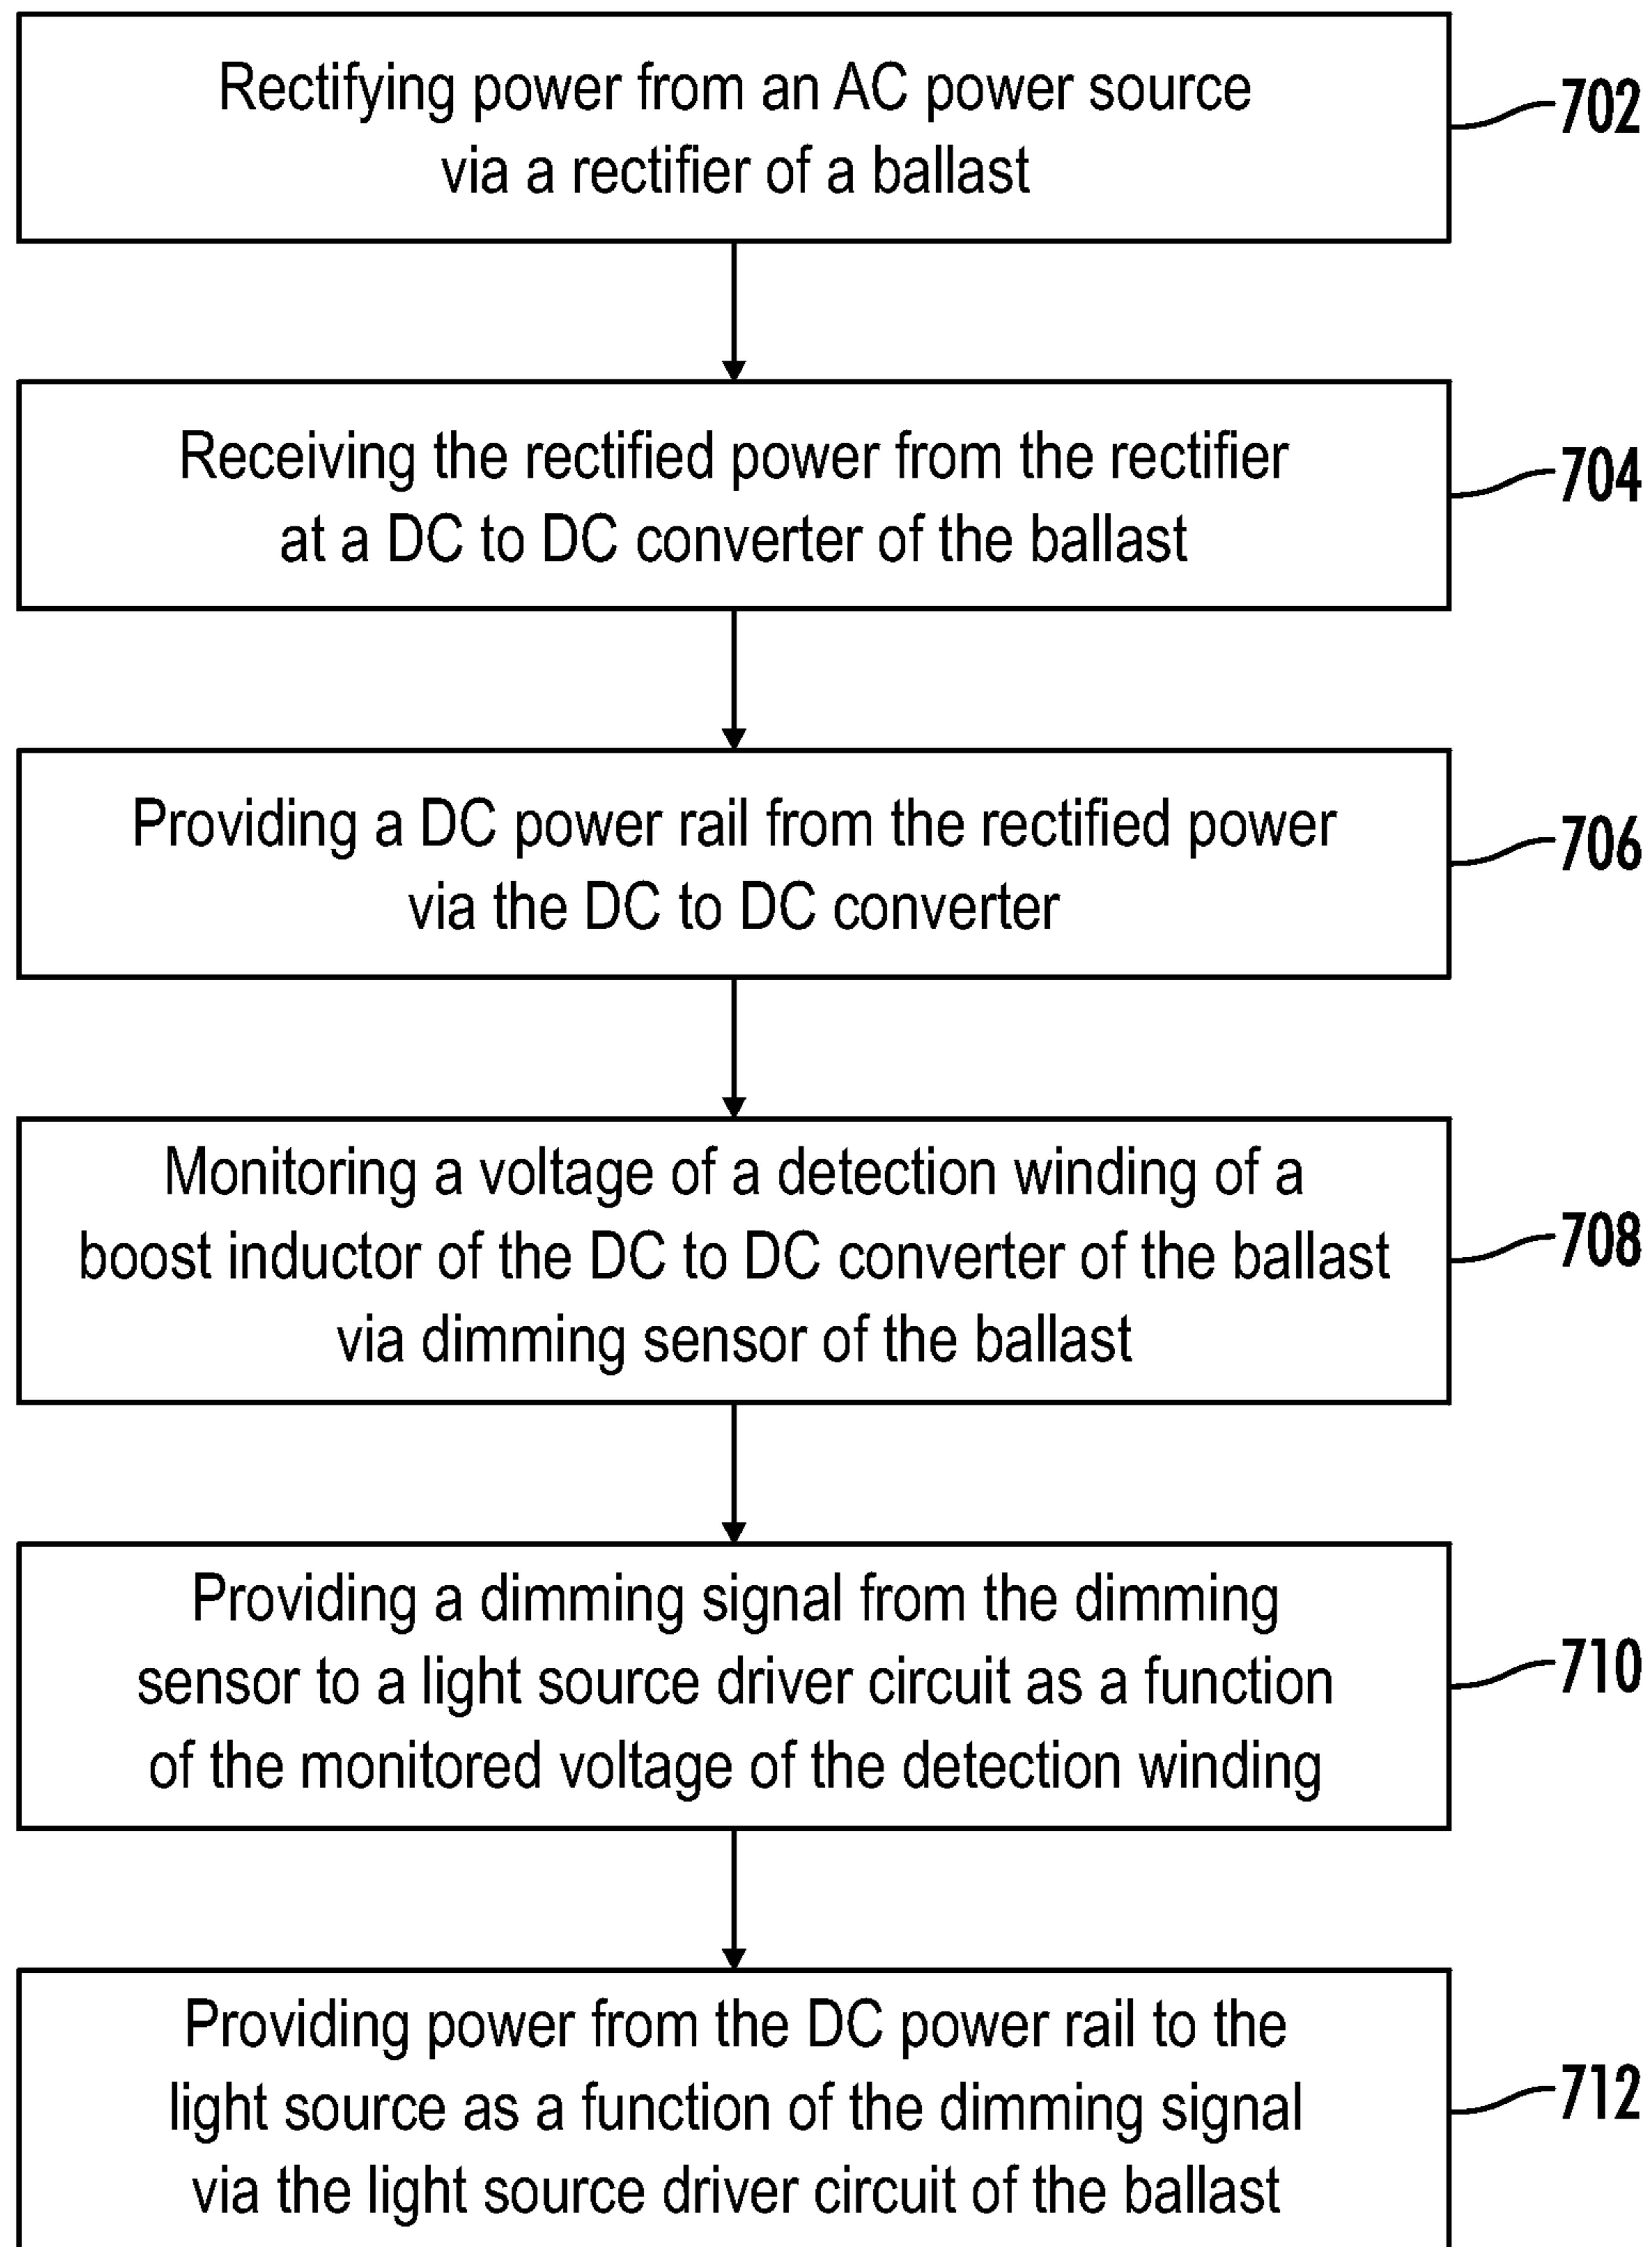 Rectifying power from an AC power source
via a rectifier of a ballast
702
Receiving the rectified power from the rectifier
at a DC to DC converter of the ballast
704
Providing a DC power rail from the rectified power
via the DC to DC converter
706
Monitoring a voltage of a detection winding of a
boost inductor of the DC to DC converter of the ballast
via dimming sensor of the ballast
708
Providing a dimming signal from the dimming
sensor to a light source driver circuit as a function
of the monitored voltage of the detection winding
710
Providing power from the DC power rail to the
light source as a function of the dimming signal
via the light source driver circuit of the ballast
712